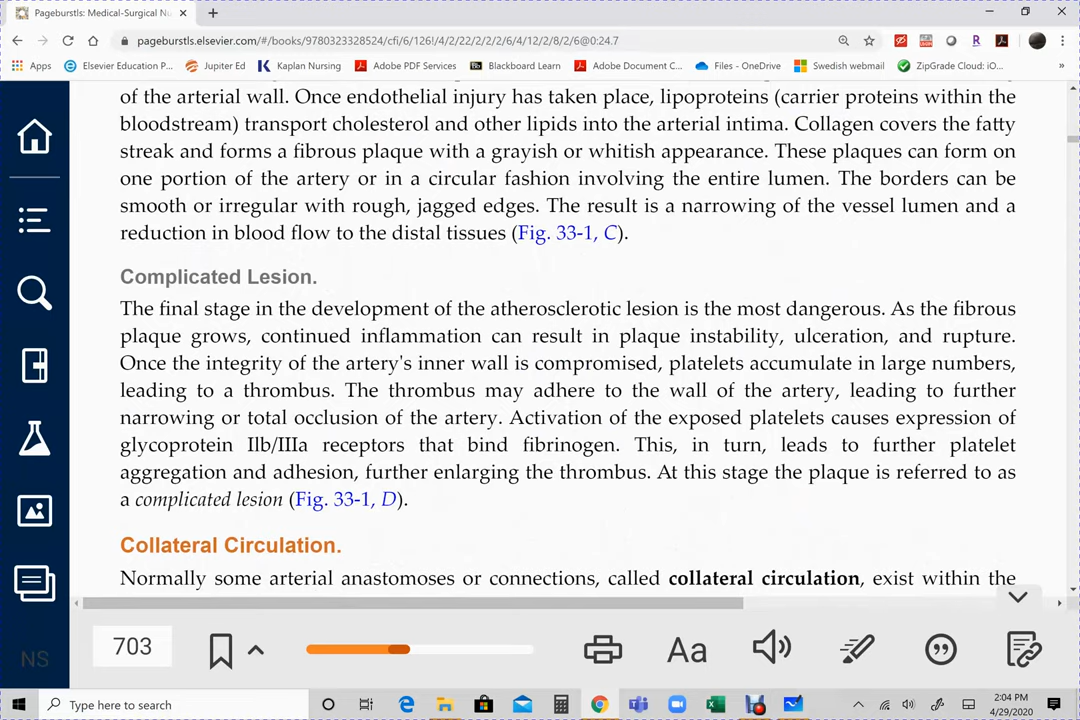 Pageburstls: Medical-Surgical Nu
pageburstls.elsevier.com/#/books/9780323328524/cfi/6/126!/4/2/22/2/2/2/6/4/12/2/8/2/6@0:24.7
Apps Elsevier Education P... Jupiter Ed Kaplan Nursing Adobe PDF Services Blackboard Learn Adobe Document C... Files - OneDrive Swedish webmail ZipGrade Cloud: iO... »
of the arterial wall. Once endothelial injury has taken place, lipoproteins (carrier proteins within the
bloodstream) transport cholesterol and other lipids into the arterial intima. Collagen covers the fatty
streak and forms a fibrous plaque with a grayish or whitish appearance. These plaques can form on
one portion of the artery or in a circular fashion involving the entire lumen. The borders can be
smooth or irregular with rough, jagged edges. The result is a narrowing of the vessel lumen and a
reduction in blood flow to the distal tissues (Fig. 33-1, C).
Complicated Lesion.
The final stage in the development of the atherosclerotic lesion is the most dangerous. As the fibrous
plaque grows, continued inflammation can result in plaque instability, ulceration, and rupture.
Once the integrity of the artery's inner wall is compromised, platelets accumulate in large numbers,
leading to a thrombus. The thrombus may adhere to the wall of the artery, leading to further
narrowing or total occlusion of the artery. Activation of the exposed platelets causes expression of
glycoprotein IIb/IIIa receptors that bind fibrinogen. This, in turn, leads to further platelet
aggregation and adhesion, further enlarging the thrombus. At this stage the plaque is referred to as
a complicated lesion (Fig. 33-1, D).
Collateral Circulation.
Normally some arterial anastomoses or connections, called collateral circulation, exist within the
703
Aa
NS
Type here to search
2:04 PM
4/29/2020